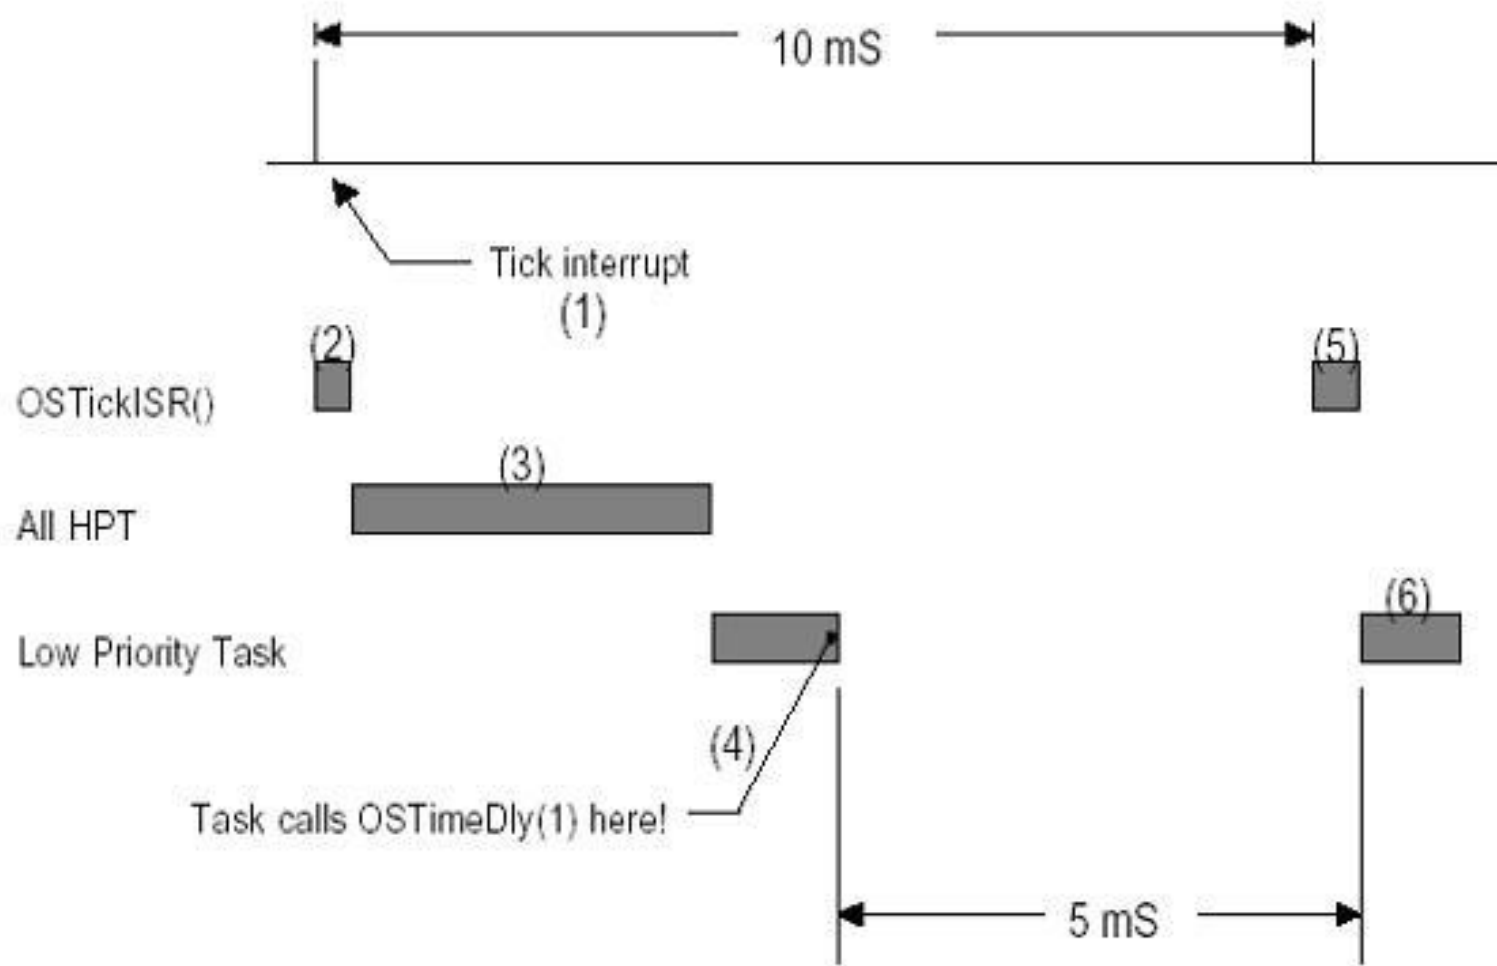 10 mS
Tick interrupt
(1)
(2)
(5)
OSTickISR()
(3)
All HPT
(6)
Low Priority Task
(4)
Task calls OSTimeDly(1) here!
5 mS